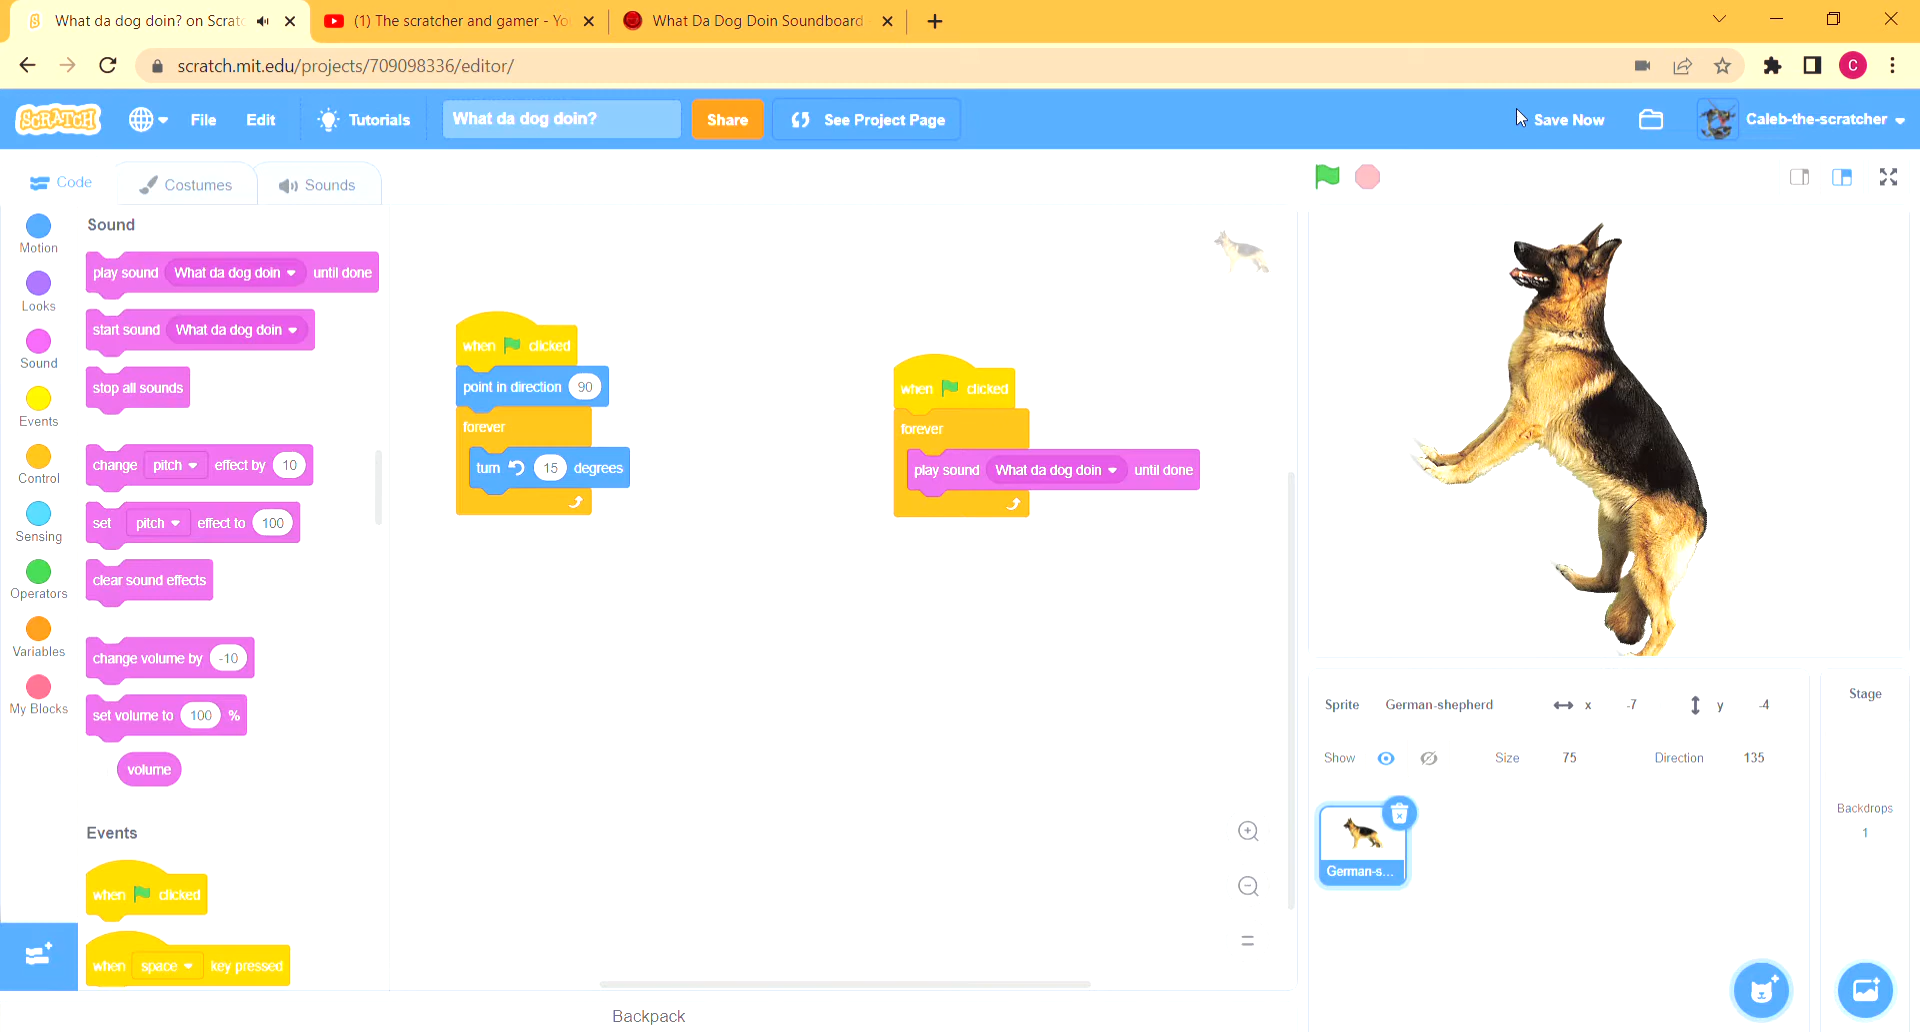 What da dog doin? on Scratc
(1) The scratcher and gamer - Yo
What Da Dog Doin Soundboard
scratch.mit.edu/projects/709098336/editor/
C
SCRATCH
File
Edit
Tutorials
What da dog doin?
Share
See Project Page
Save Now
Caleb-the-scratcher
Code
Costumes
Sounds
Motion
Looks
Sound
Events
Control
Sensing
Operators
Variables
My Blocks
Sound
play sound What da dog doin until done
start sound What da dog doin
stop all sounds
change pitch effect by 10
set pitch effect to 100
clear sound effects
change volume by -10
set volume to 100 %
volume
Events
when clicked
when space key pressed
when clicked
point in direction 90
forever
turn 15 degrees
when clicked
forever
play sound What da dog doin until done
Sprite German-shepherd x -7 y -4
Show Size 75 Direction 135
German-s...
Stage
Backdrops
1
Backpack